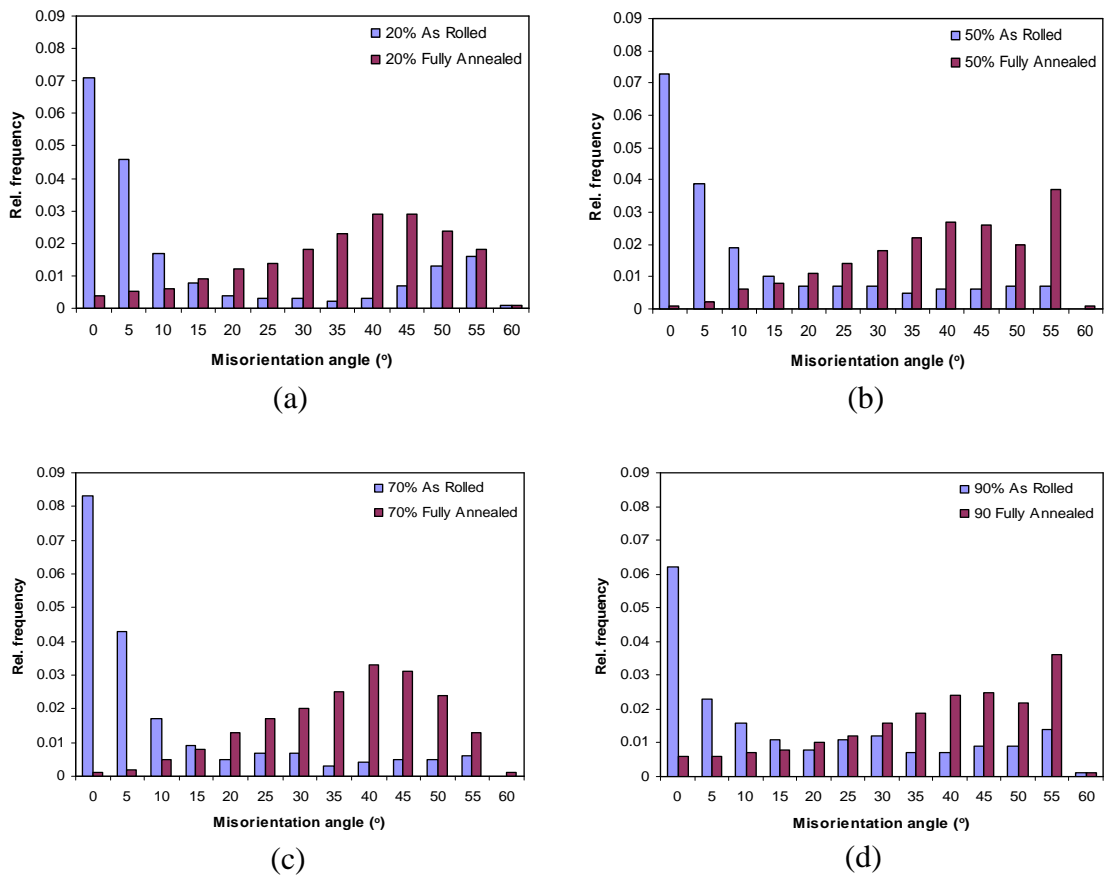 20% As Rolled
20% Fully Annealed
Rel. frequency
0.09
0.08
0.07
0.06
0.05
0.04
0.03
0.02
0.01
0
0 5 10 15 20 25 30 35 40 45 50 55 60
Misorientation angle (º)
(a)
50% As Rolled
50% Fully Annealed
Rel. frequency
0.09
0.08
0.07
0.06
0.05
0.04
0.03
0.02
0.01
0
0 5 10 15 20 25 30 35 40 45 50 55 60
Misorientation angle (º)
(b)
70% As Rolled
70% Fully Annealed
Rel. frequency
0.09
0.08
0.07
0.06
0.05
0.04
0.03
0.02
0.01
0
0 5 10 15 20 25 30 35 40 45 50 55 60
Misorientation angle (º)
(c)
90% As Rolled
90 Fully Annealed
Rel. frequency
0.09
0.08
0.07
0.06
0.05
0.04
0.03
0.02
0.01
0
0 5 10 15 20 25 30 35 40 45 50 55 60
Misorientation angle (º)
(d)